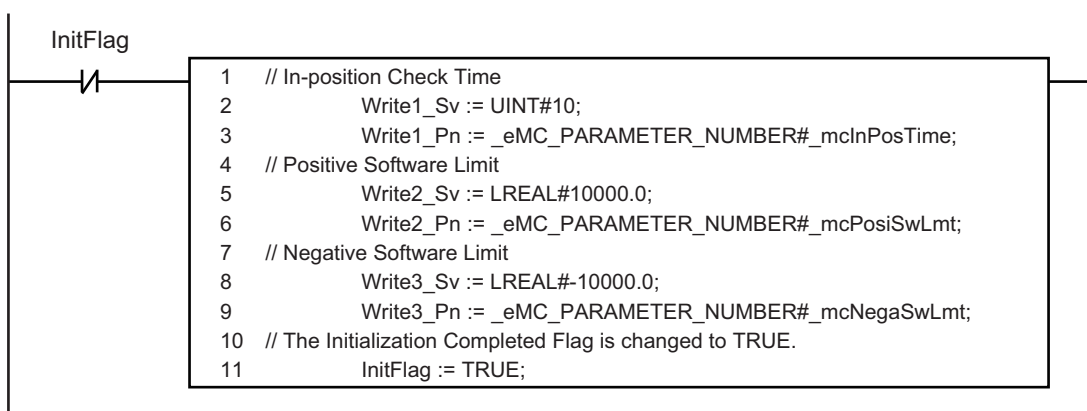 InitFlag
1 // In-position Check Time
2 Write1_Sv := UINT#10;
3 Write1_Pn := _eMC_PARAMETER_NUMBER#_mcInPosTime;
4 // Positive Software Limit
5 Write2_Sv := LREAL#10000.0;
6 Write2_Pn := _eMC_PARAMETER_NUMBER#_mcPosiSwLmt;
7 // Negative Software Limit
8 Write3_Sv := LREAL#-10000.0;
9 Write3_Pn := _eMC_PARAMETER_NUMBER#_mcNegaSwLmt;
10 // The Initialization Completed Flag is changed to TRUE.
11 InitFlag := TRUE;